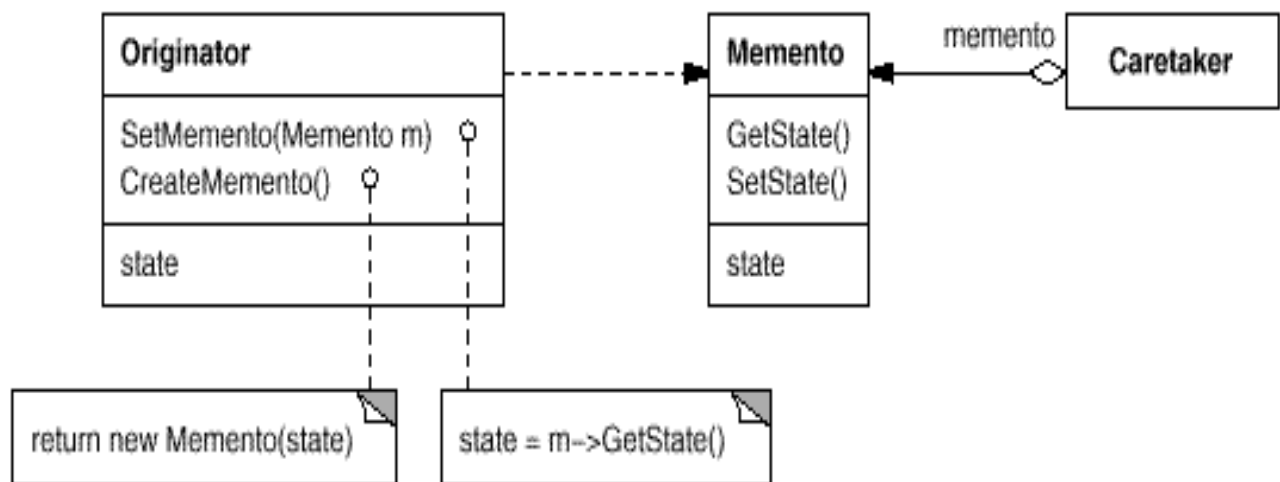 Originator
SetMemento(Memento m)
CreateMemento()
state
Memento
GetState()
SetState()
state
memento
Caretaker
return new Memento(state)
state = m->GetState()